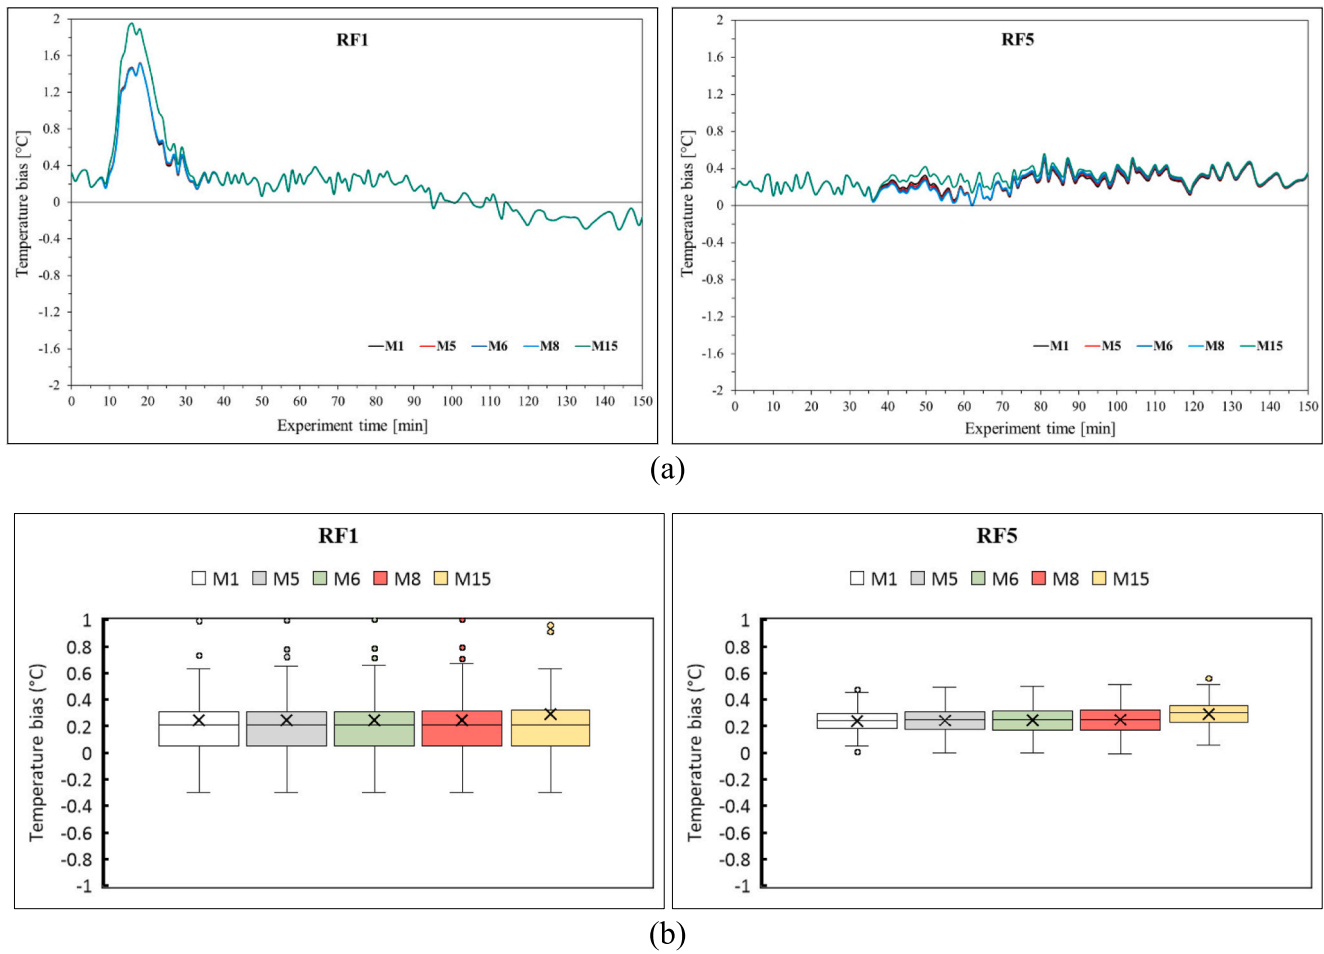 RF1
Temperature bias [°C]
2
1.6
1.2
0.8
0.4
0
-0.4
-0.8
-1.2
-1.6
-2
M1 M5 M6 M8 M15
0 10 20 30 40 50 60 70 80 90 100 110 120 130 140 150
Experiment time [min]
RF5
Temperature bias [°C]
2
1.6
1.2
0.8
0.4
0
-0.4
-0.8
-1.2
-1.6
-2
M1 M5 M6 M8 M15
0 10 20 30 40 50 60 70 80 90 100 110 120 130 140 150
Experiment time [min]
(a)
RF1
M1 M5 M6 M8 M15
Temperature bias (°C)
1
0.8
0.6
0.4
0.2
0
-0.2
-0.4
-0.6
-0.8
-1
RF5
M1 M5 M6 M8 M15
Temperature bias (°C)
1
0.8
0.6
0.4
0.2
0
-0.2
-0.4
-0.6
-0.8
-1
(b)